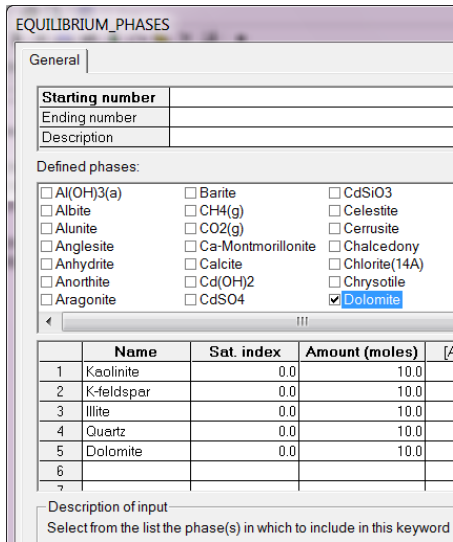 EQUILIBRIUM_PHASES
General
Starting number
Ending number
Description
Defined phases:
Al(OH)3(a) Barite CdSiO3
Albite CH4(g) Celestite
Alunite CO2(g) Cerrusite
Anglesite Ca-Montmorillonite Chalcedony
Anhydrite Calcite Chlorite(14A)
Anorthite Cd(OH)2 Chrysotile
Aragonite CdSO4 Dolomite
Name Sat. index Amount (moles)
1 Kaolinite 0.0 10.0
2 K-feldspar 0.0 10.0
3 Illite 0.0 10.0
4 Quartz 0.0 10.0
5 Dolomite 0.0 10.0
6
Description of input
Select from the list the phase(s) in which to include in this keyword